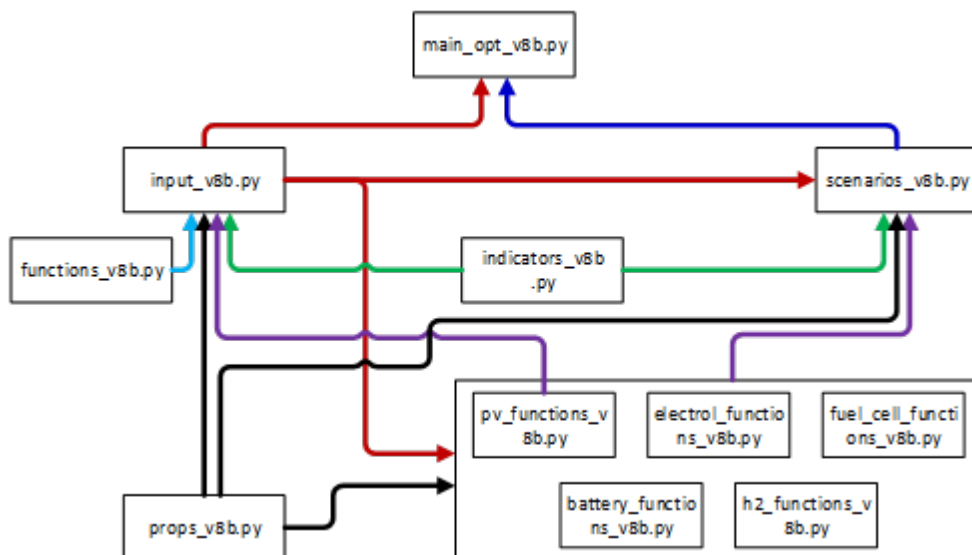 main_opt_v8b.py
input_v8b.py
scenarios_v8b.py
functions_v8b.py
indicators_v8b
.py
pv_functions_v
8b.py
electrol_functio
ns_v8b.py
fuel_cell_functi
ons_v8b.py
battery_functio
ns_v8b.py
h2_functions_v
8b.py
props_v8b.py